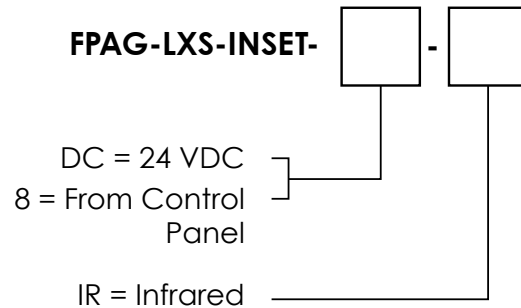 FPAG-LXS-INSET- -
DC = 24 VDC
8 = From Control
Panel
IR = Infrared